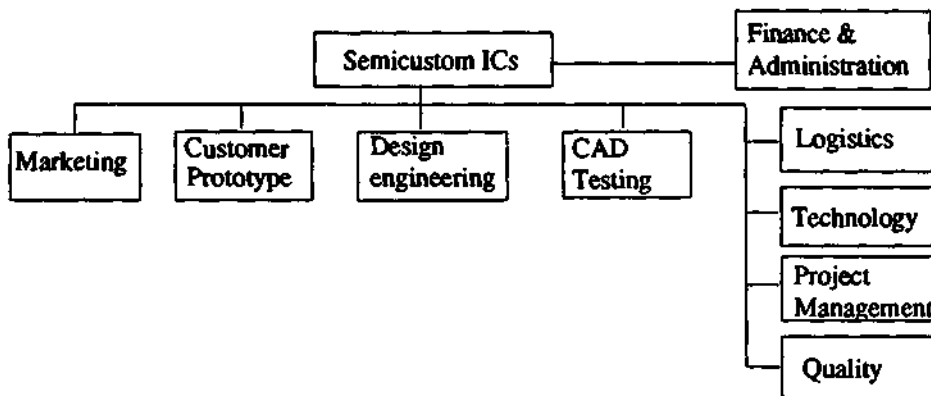 Semicustom ICs
Finance &
Administration
Marketing
Customer
Prototype
Design
engineering
CAD
Testing
Logistics
Technology
Project
Management
Quality